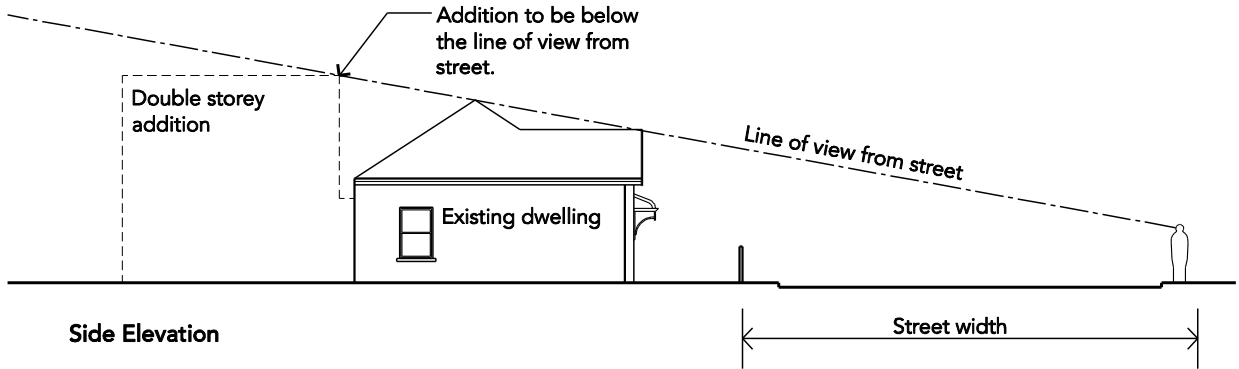 Addition to be below
the line of view from
street.
Double storey
addition
Line of view from street
Existing dwelling
Side Elevation
Street width